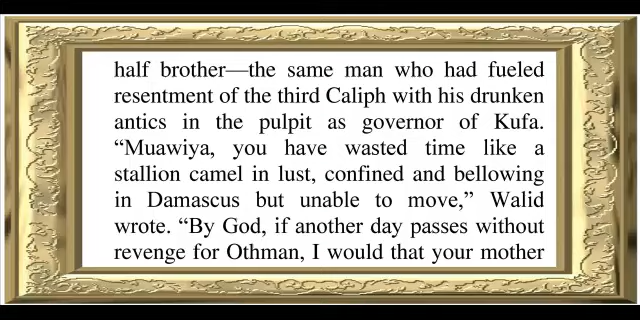 half brother—the same man who had fueled
resentment of the third Caliph with his drunken
antics in the pulpit as governor of Kufa.
“Muawiya, you have wasted time like a
stallion camel in lust, confined and bellowing
in Damascus but unable to move,” Walid
wrote. “By God, if another day passes without
revenge for Othman, I would that your mother